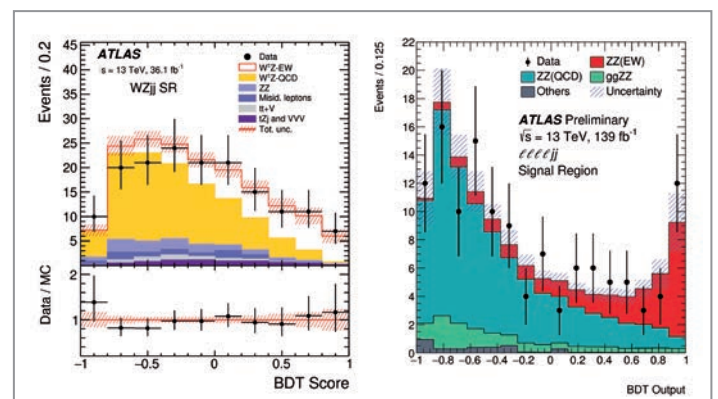 Events / 0.2
45
40
35
30
25
20
15
10
5
ATLAS
s = 13 TeV, 36.1 fb⁻¹
WZjj SR
Data
W±Z-EW
W±Z-QCD
ZZ
Misid. leptons
tt+V
tZj and VVV
Tot. unc.
Data / MC
2
1
0
-1 -0.5 0 0.5 1
BDT Score
Events / 0.125
22
20
18
16
14
12
10
8
6
4
2
0
Data ZZ(EW)
ZZ(QCD) ggZZ
Others Uncertainty
ATLAS Preliminary
√s = 13 TeV, 139 fb⁻¹
ℓℓℓℓjj
Signal Region
-1 -0.8 -0.6 -0.4 -0.2 0 0.2 0.4 0.6 0.8 1
BDT Output